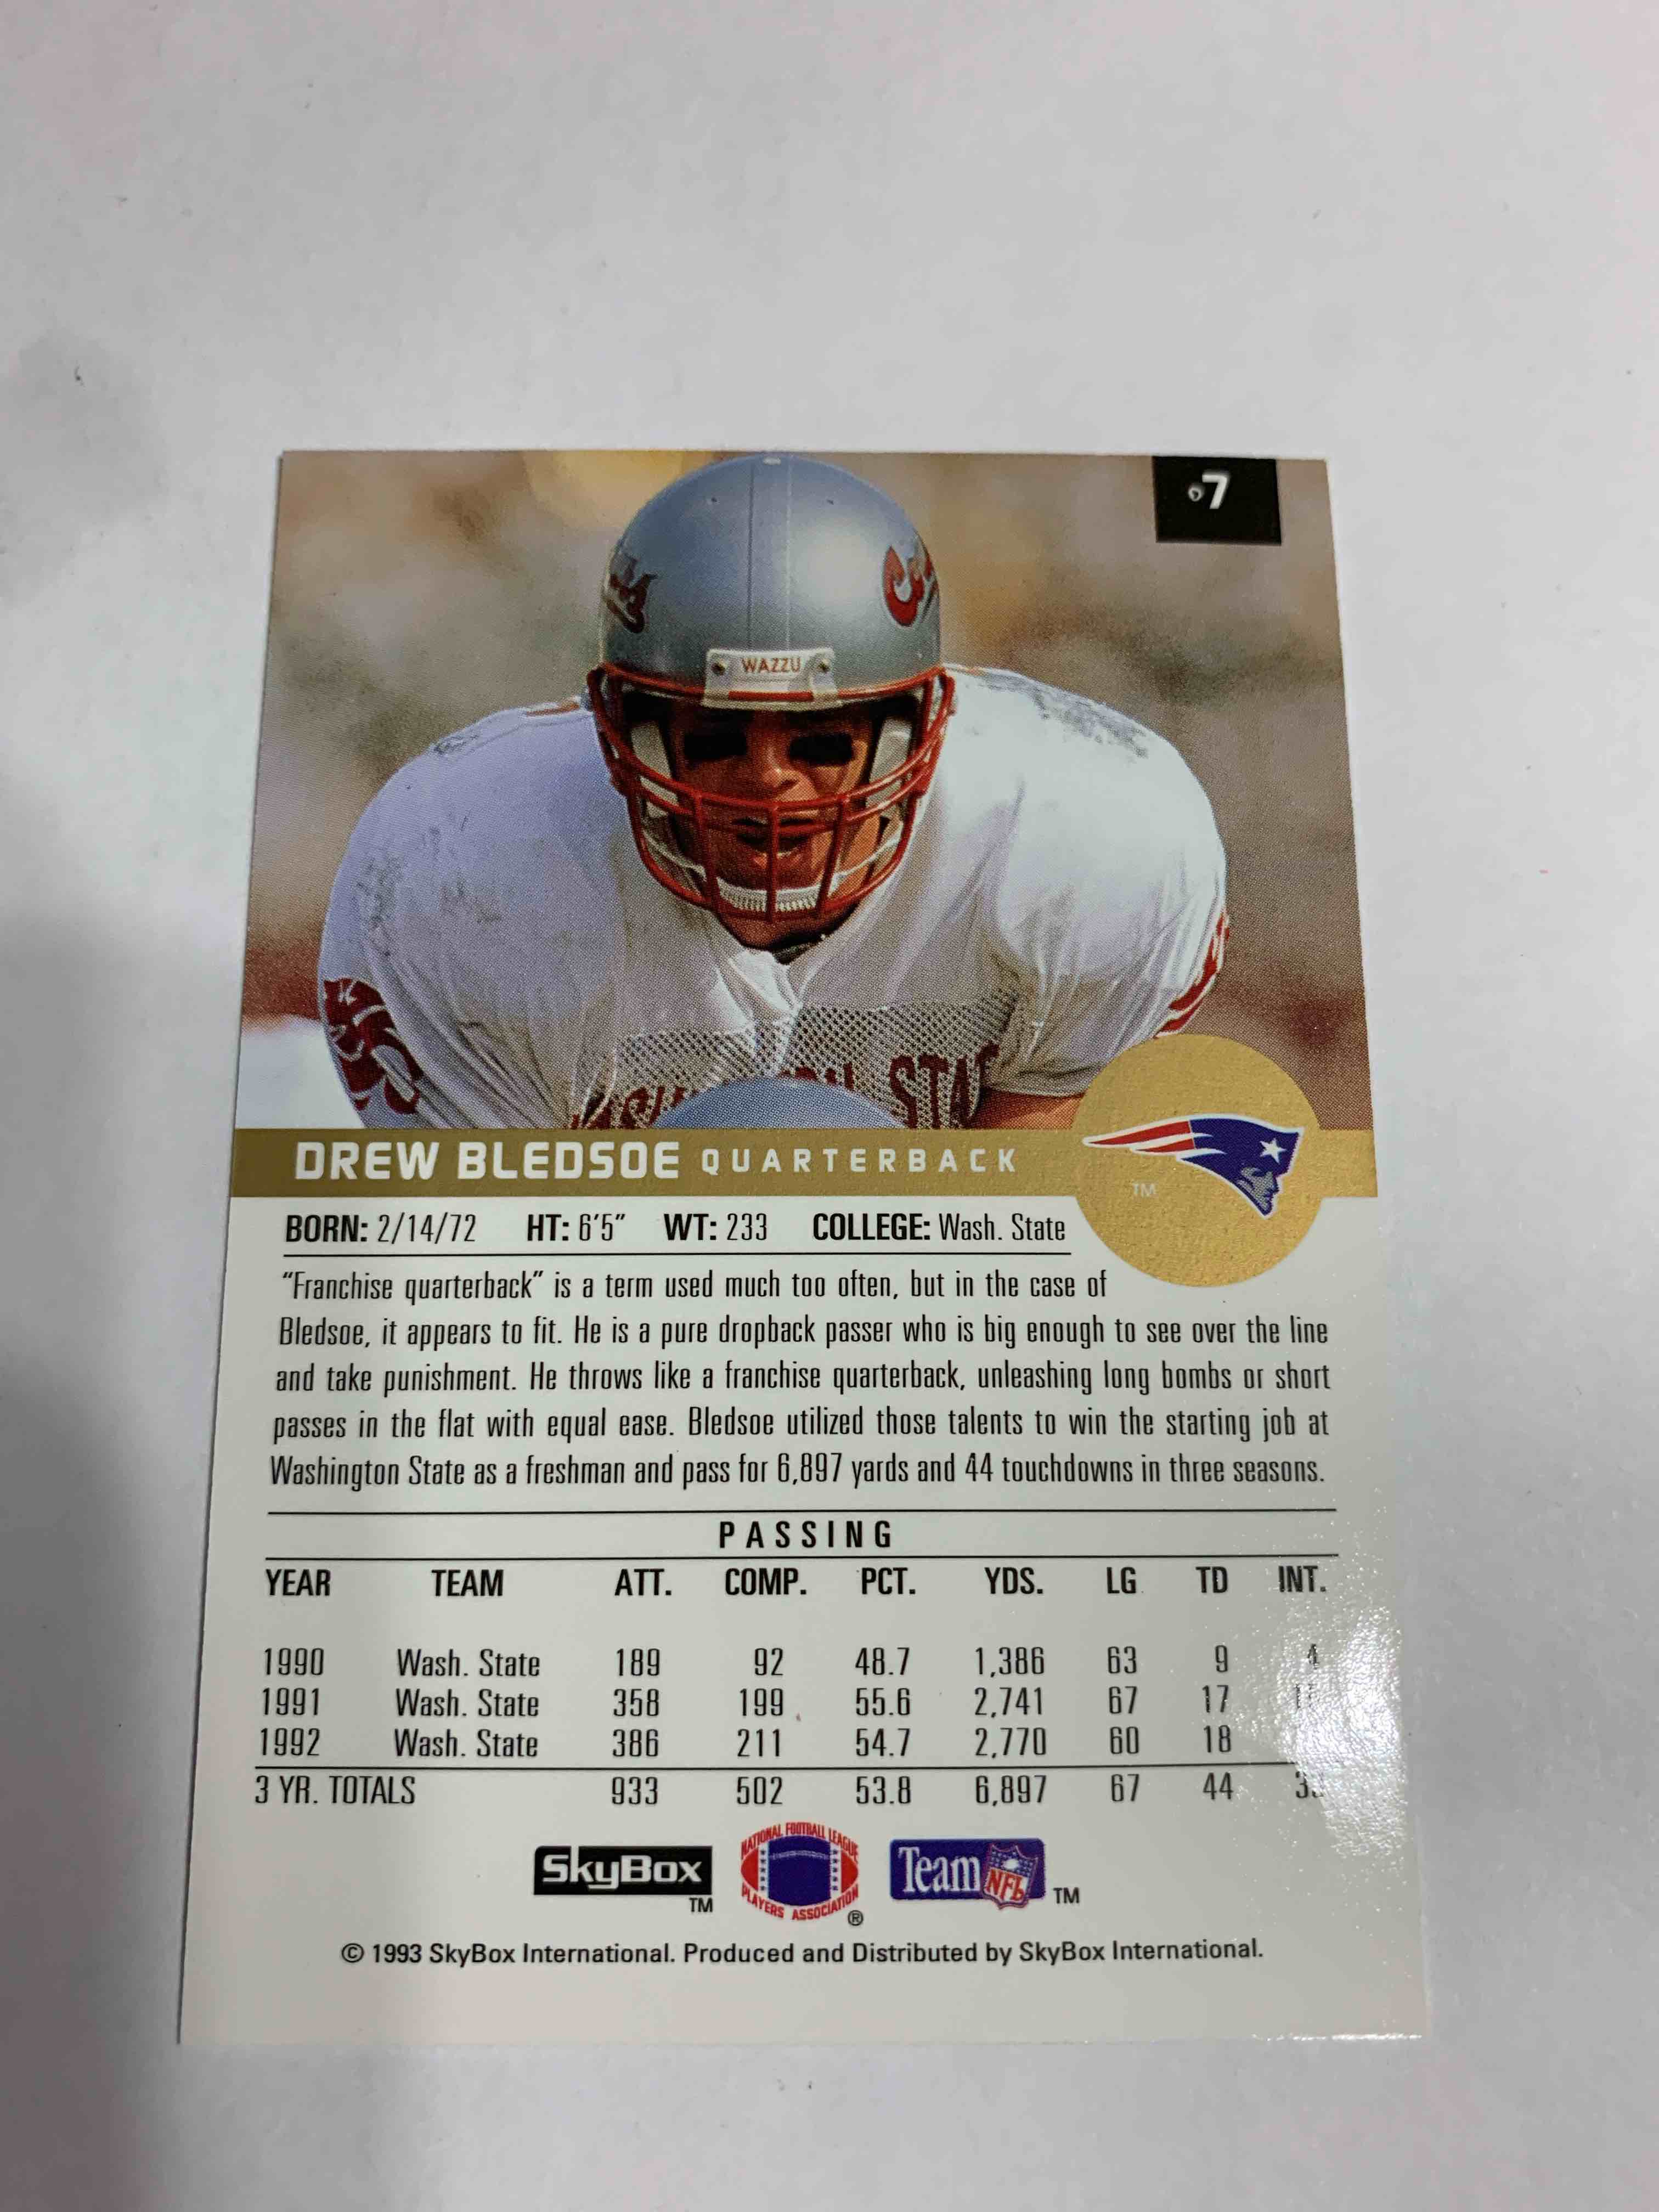 7
WAZZU
STAT
DREW BLEDSOE QUARTERBACK
TM
BORN: 2/14/72 HT: 6'5" WT: 233 COLLEGE: Wash. State
“Franchise quarterback” is a term used much too often, but in the case of
Bledsoe, it appears to fit. He is a pure dropback passer who is big enough to see over the line
and take punishment. He throws like a franchise quarterback, unleashing long bombs or short
passes in the flat with equal ease. Bledsoe utilized those talents to win the starting job at
Washington State as a freshman and pass for 6,897 yards and 44 touchdowns in three seasons.
PASSING
YEAR TEAM ATT. COMP. PCT. YDS. LG TD INT.
1990 Wash. State 189 92 48.7 1,386 63 9
1991 Wash. State 358 199 55.6 2,741 67 17
1992 Wash. State 386 211 54.7 2,770 60 18
3 YR. TOTALS 933 502 53.8 6,897 67 44
SkyBox TM
NATIONAL FOOTBALL LEAGUE
PLAYERS ASSOCIATION ®
Team NFL TM
© 1993 SkyBox International. Produced and Distributed by SkyBox International.